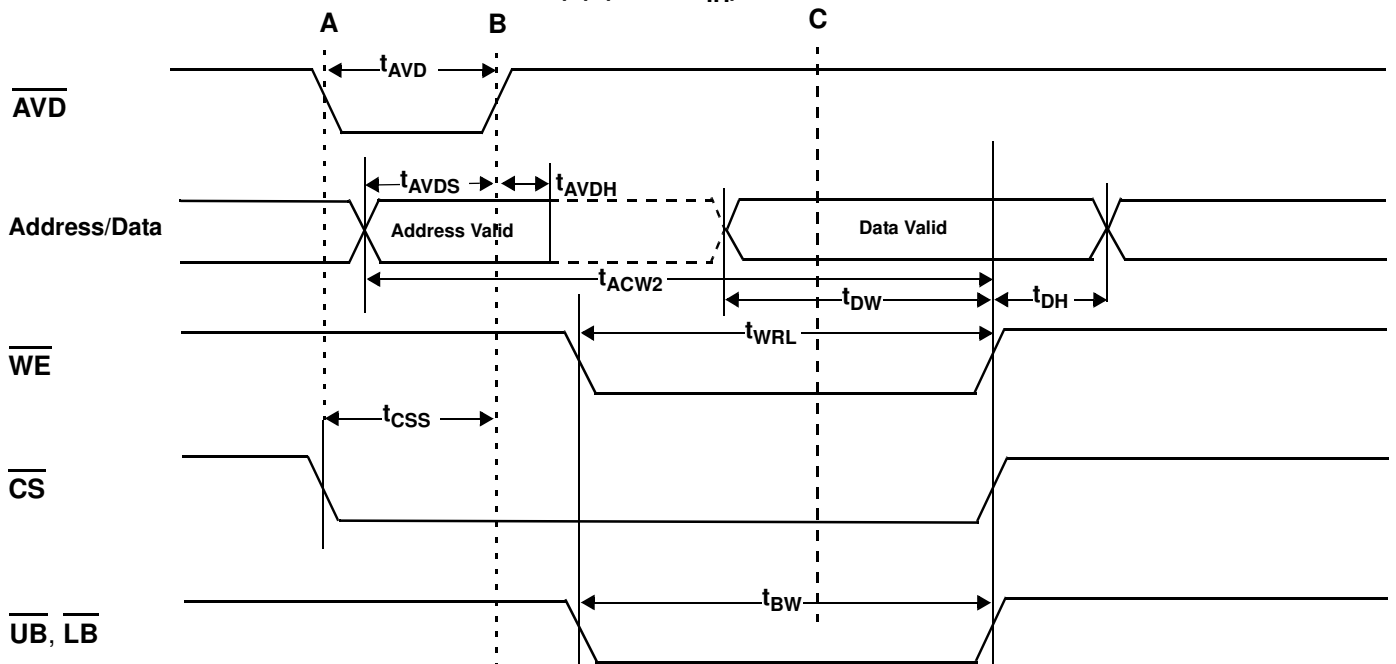 A
B
C
tAVD
AVD
tAVDS
tAVDH
Address/Data
Address Valid
Data Valid
tACW2
tDW
tDH
tWRL
WE
tCSS
CS
tBW
UB, LB